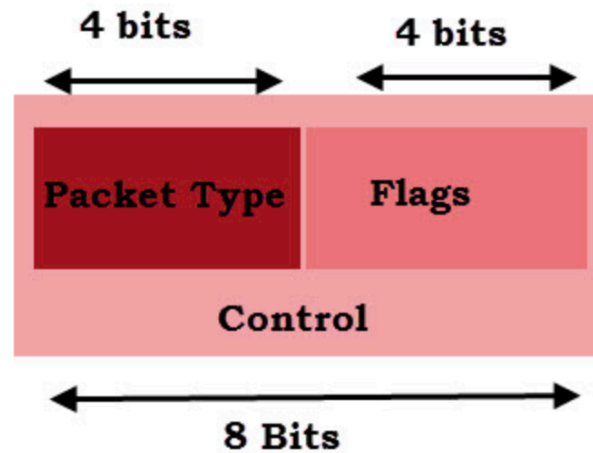 4 bits
4 bits
Packet Type
Flags
Control
8 Bits